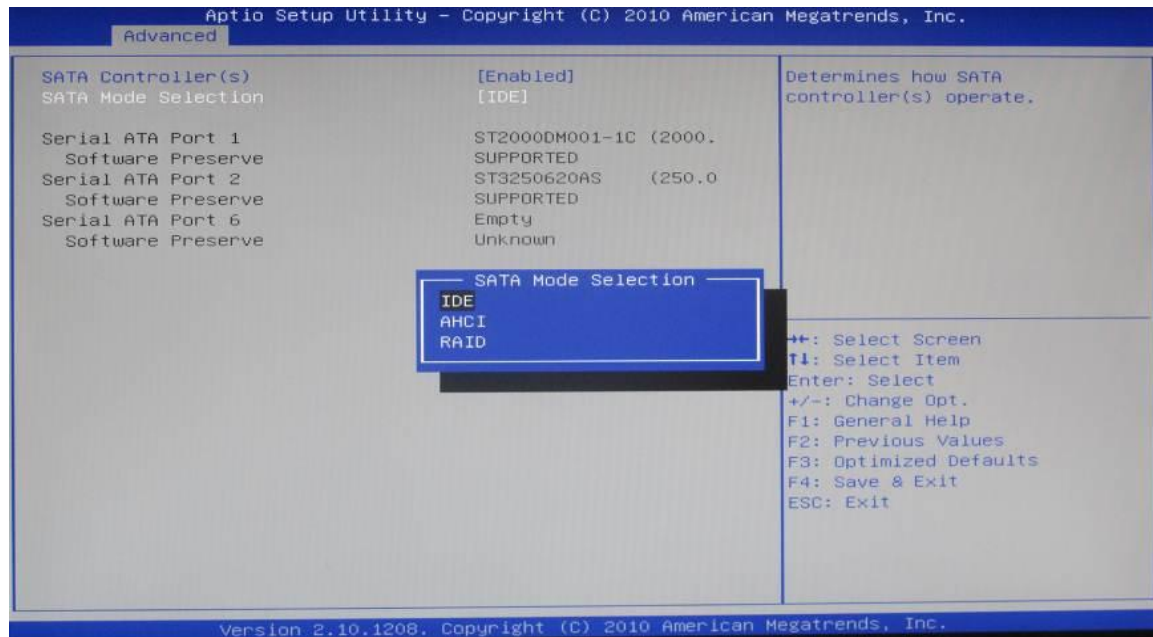 Aptio Setup Utility – Copyright (C) 2010 American Megatrends, Inc.
Advanced
SATA Controller(s) [Enabled]
SATA Mode Selection [IDE]
Serial ATA Port 1 ST2000DM001-1C (2000.
Software Preserve SUPPORTED
Serial ATA Port 2 ST3250620AS (250.0
Software Preserve SUPPORTED
Serial ATA Port 6 Empty
Software Preserve Unknown
SATA Mode Selection
IDE
AHCI
RAID
Determines how SATA
controller(s) operate.
→←: Select Screen
↑↓: Select Item
Enter: Select
+/-: Change Opt.
F1: General Help
F2: Previous Values
F3: Optimized Defaults
F4: Save & Exit
ESC: Exit
Version 2.10.1208. Copyright (C) 2010 American Megatrends, Inc.